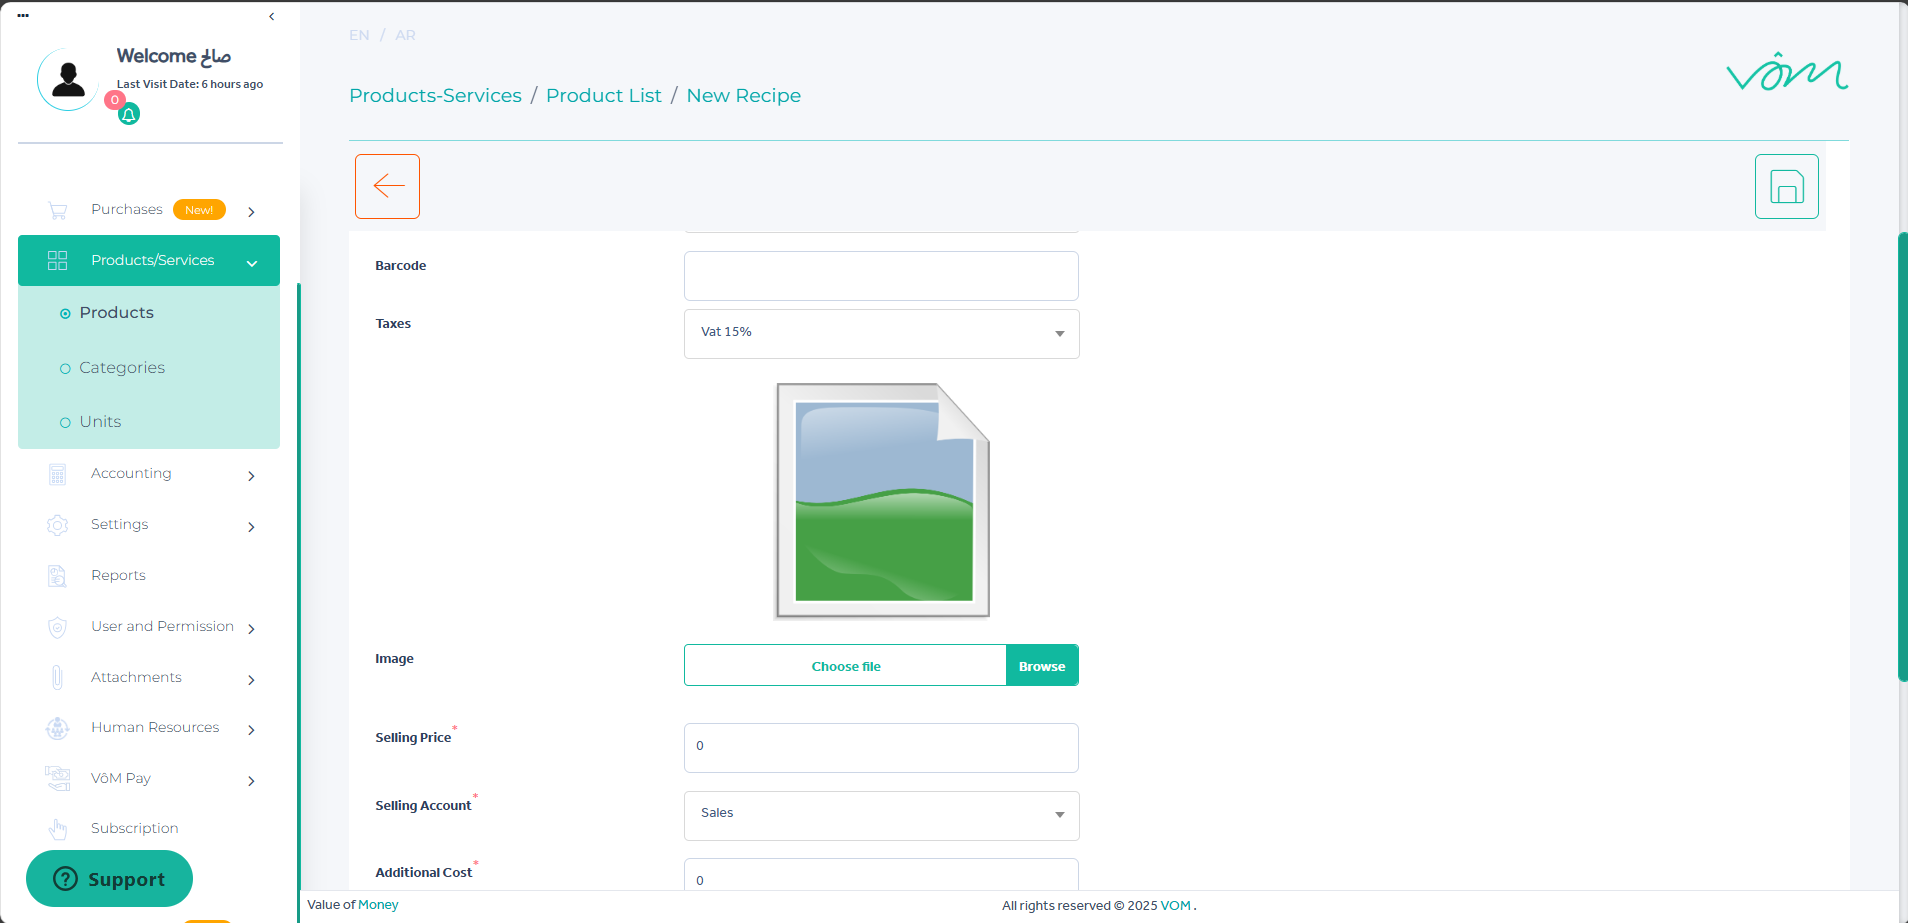 Welcome صالح
Last Visit Date: 6 hours ago
0
Purchases New!
Products/Services
Products
Categories
Units
Accounting
Settings
Reports
User and Permission
Attachments
Human Resources
VôM Pay
Subscription
? Support
EN / AR
vôm
Products-Services / Product List / New Recipe
Barcode
Taxes
Vat 15%
Image
Choose file Browse
Selling Price*
0
Selling Account*
Sales
Additional Cost*
0
Value of Money
All rights reserved © 2025 VOM .